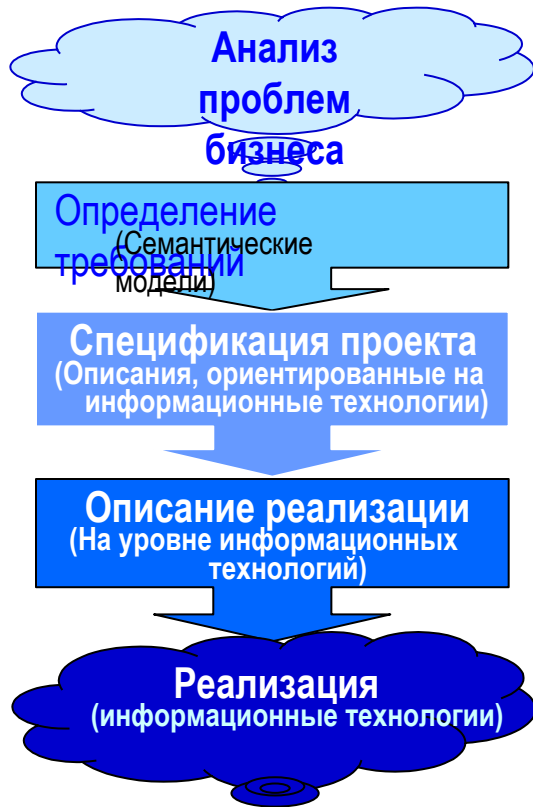 Анализ
проблем
бизнеса
Определение
(Семантические
требований
модели)
Спецификация проекта
(Описания, ориентированные на
информационные технологии)
Описание реализации
(На уровне информационных
технологий)
Реализация
(информационные технологии)